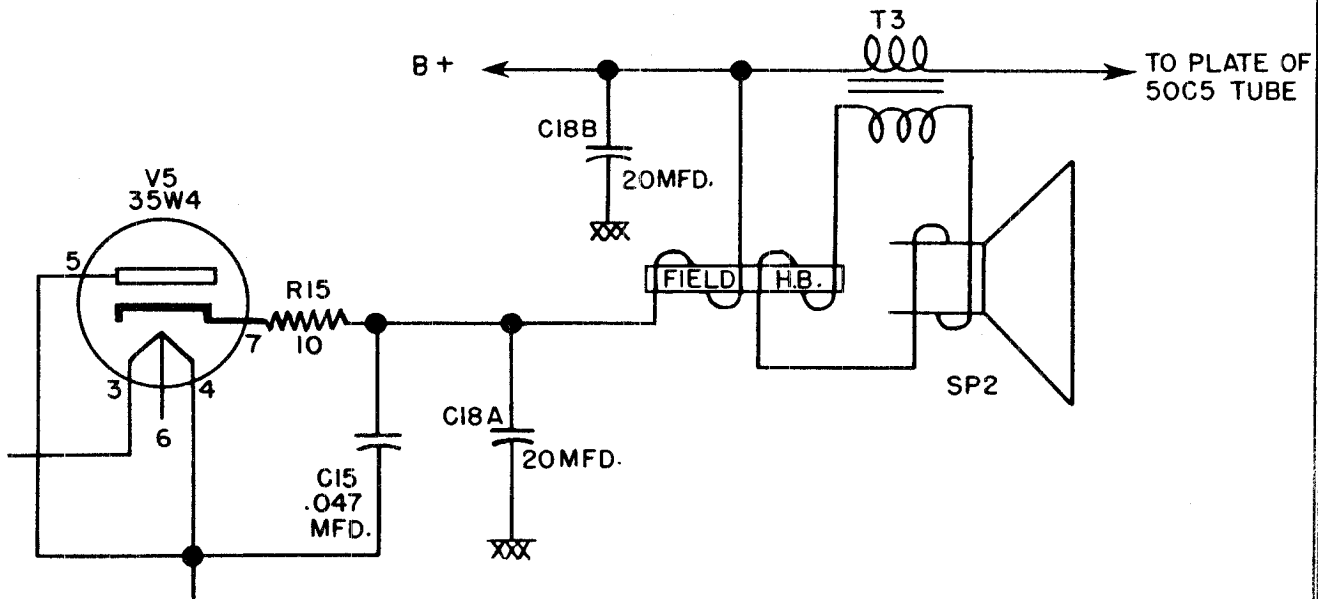 T3
B+
TO PLATE OF
50C5 TUBE
C18B
20MFD.
V5
35W4
5
FIELD
H.B.
R15
7
10
3
4
6
SP2
C18A
20MFD.
C15
.047
MFD.